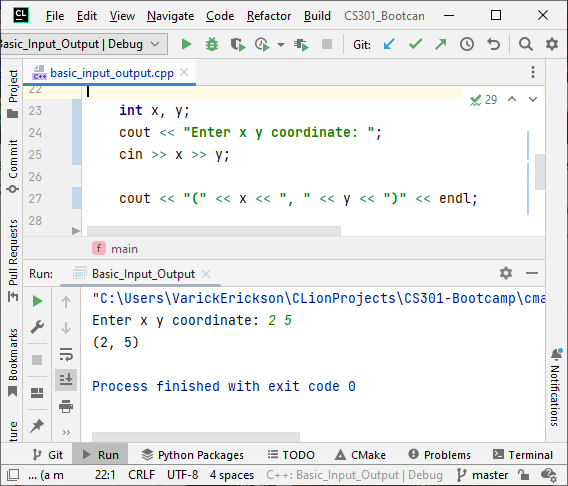 CL File Edit View Navigate Code Refactor Build CS301_Bootcan
Basic_Input_Output | Debug Git:
Project
Commit
Pull Requests
Bookmarks
basic_input_output.cpp
29
22
23 int x, y;
24 cout << "Enter x y coordinate: ";
25 cin >> x >> y;
26
27 cout << "(" << x << ", " << y << ")" << endl;
28
f main
Run: Basic_Input_Output
"C:\Users\VarickErickson\CLionProjects\CS301-Bootcamp\cma
Enter x y coordinate: 2 5
(2, 5)
Process finished with exit code 0
Notifications
Git Run Python Packages TODO CMake Problems Terminal
... (a m 22:1 CRLF UTF-8 4 spaces C++: Basic_Input_Output | Debug master